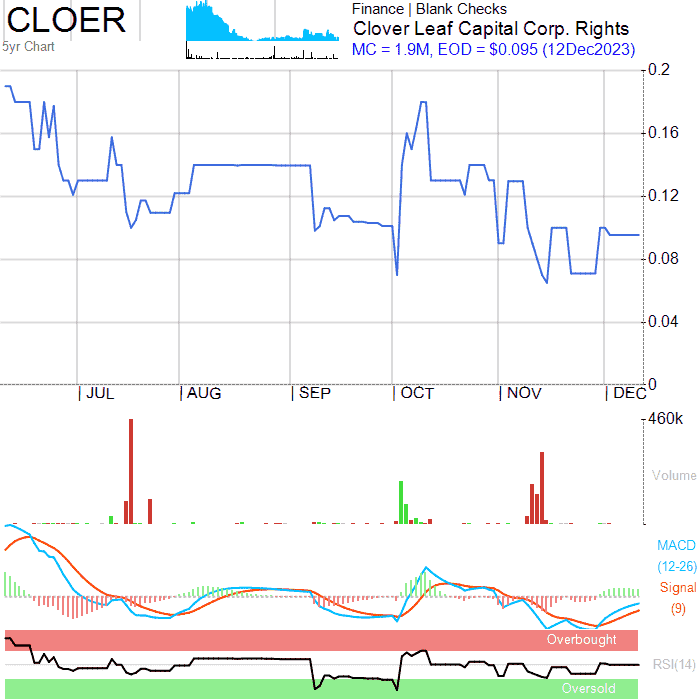 CLOER
5yr Chart
Finance | Blank Checks
Clover Leaf Capital Corp. Rights
MC = 1.9M, EOD = $0.095 (12Dec2023)
0.2
0.16
0.12
0.08
0.04
0
JUL AUG SEP OCT NOV DEC
460k
Volume
MACD
(12-26)
Signal
(9)
Overbought
RSI(14)
Oversold